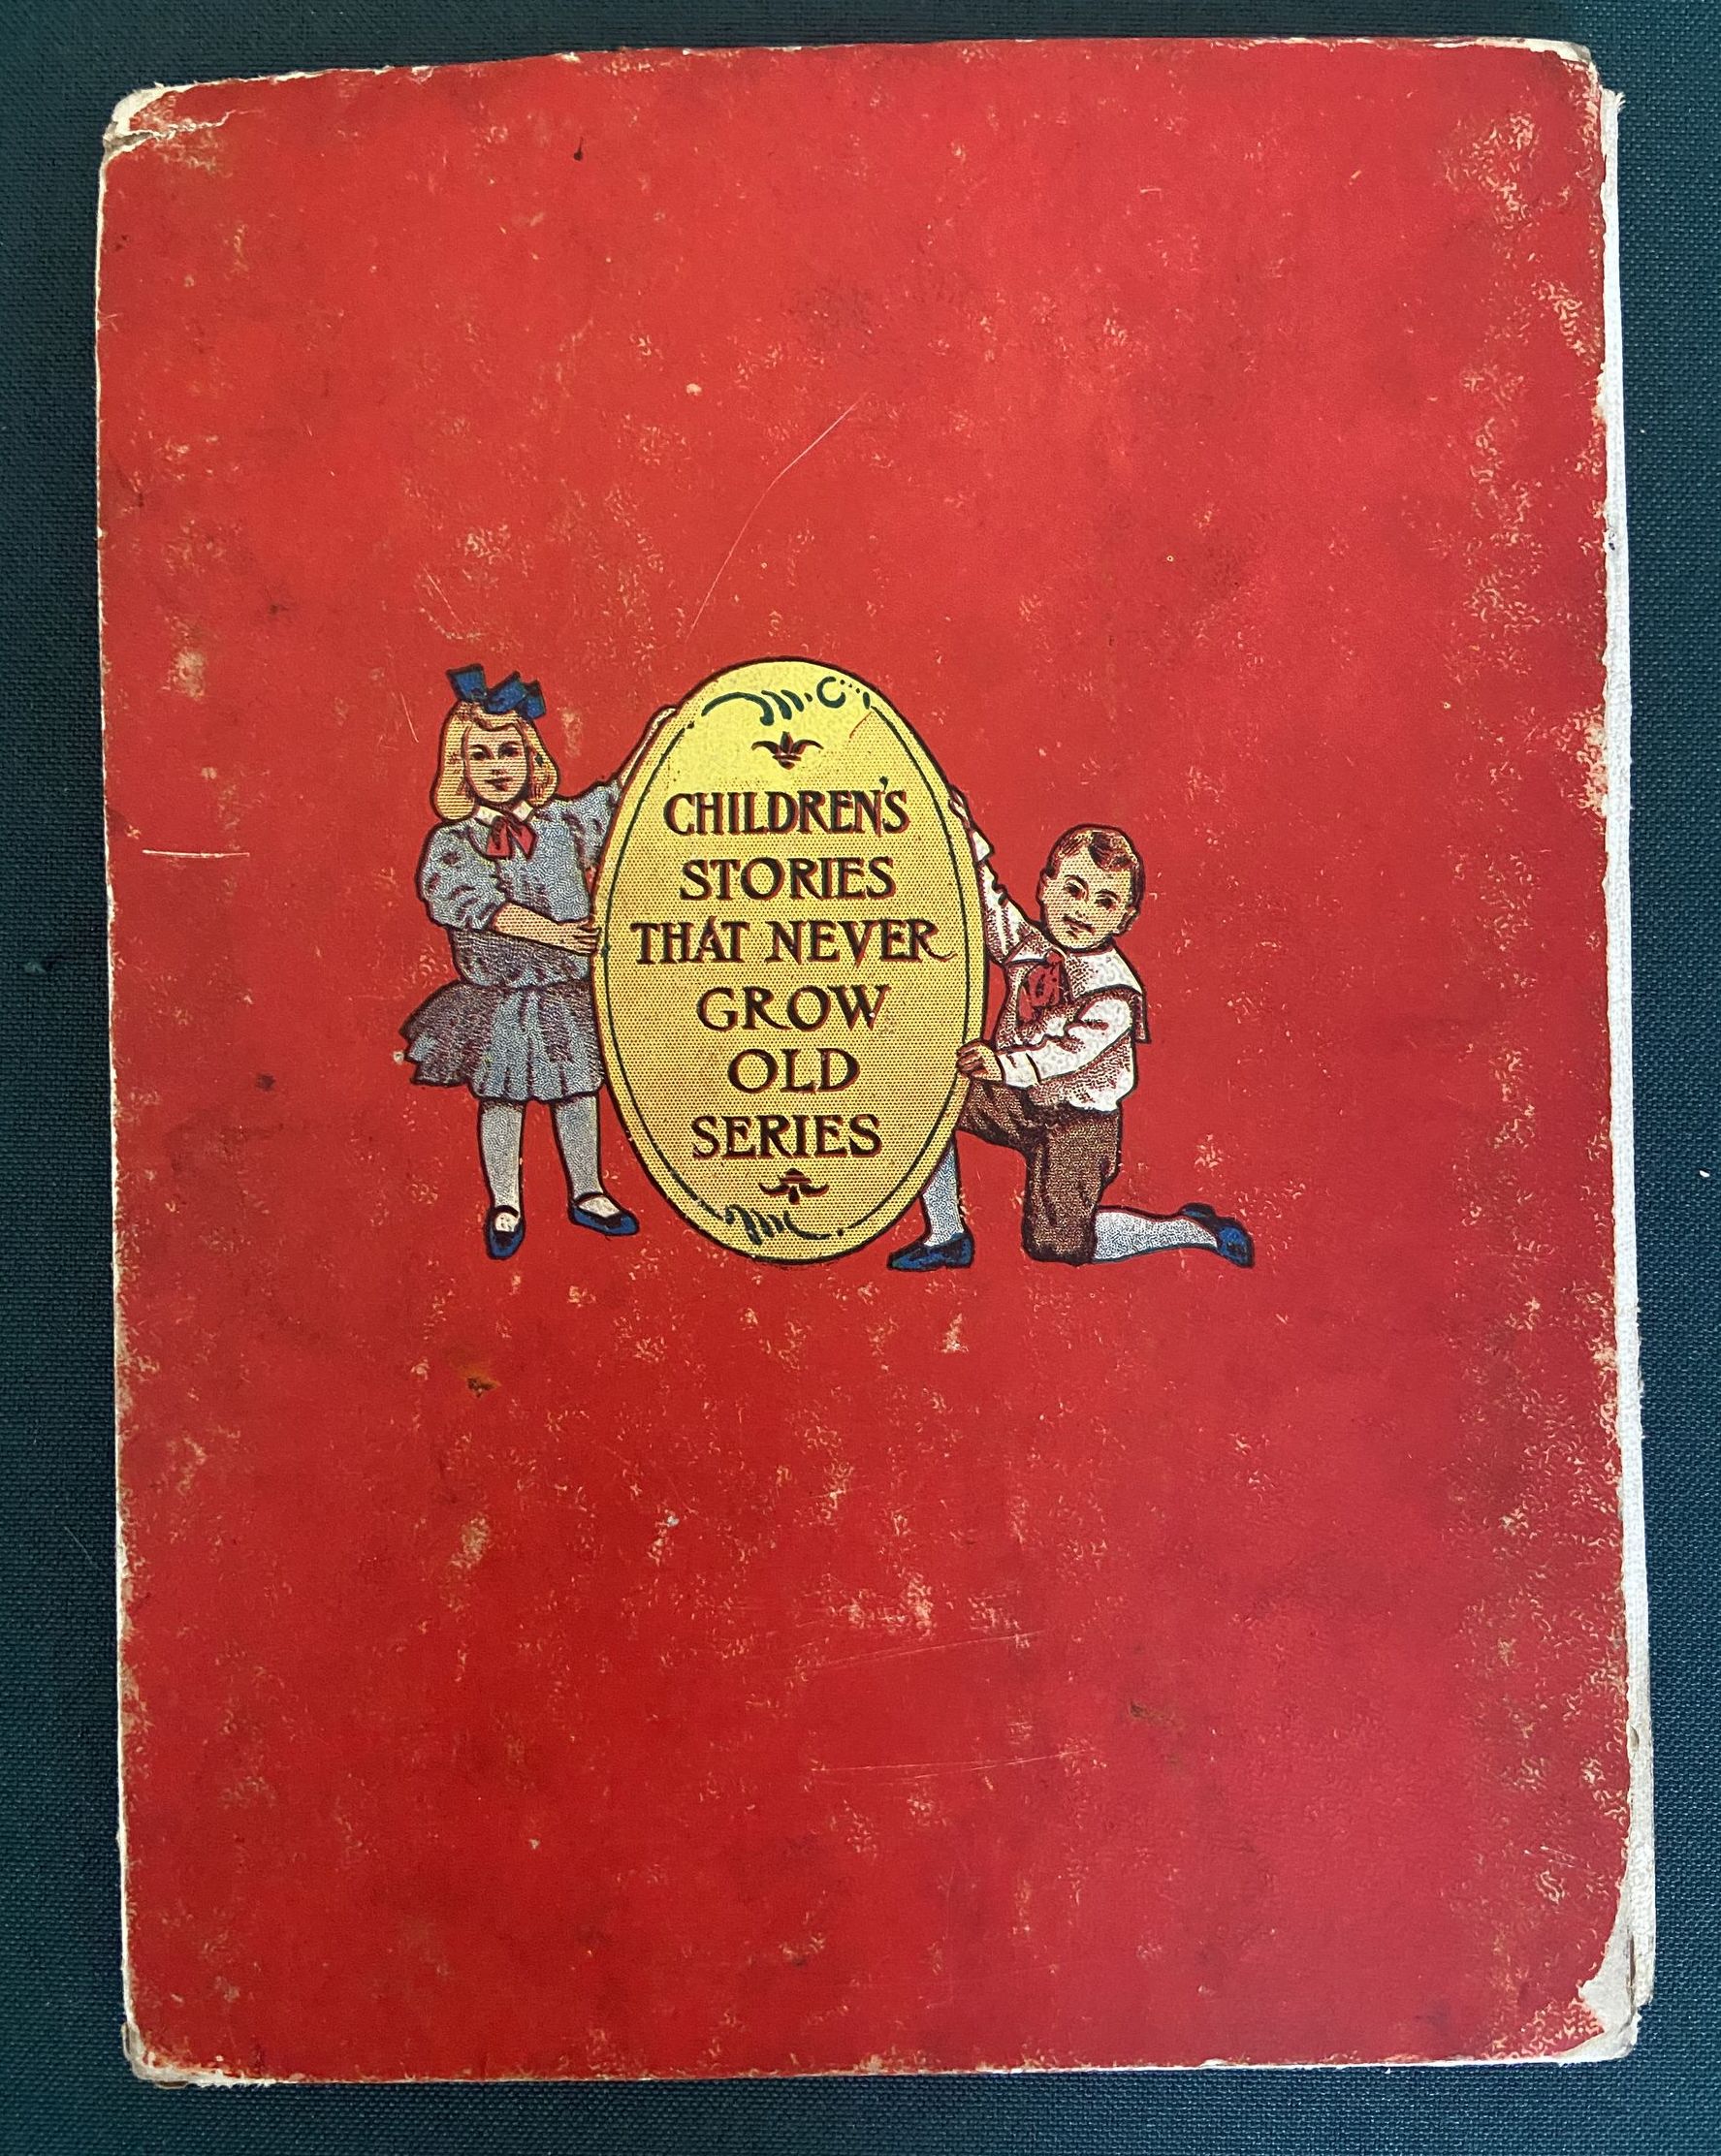 CHILDREN'S
STORIES
THAT NEVER
GROW
OLD
SERIES